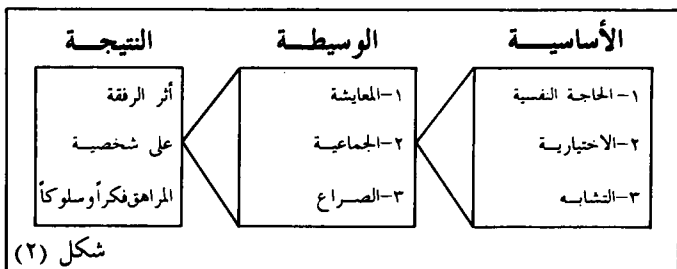 الأساسية الوسيطة النتيجة
١-الحاجة النفسية ١-المعايشة أثر الرفقة
٢-الاختيارية ٢-الجماعية على شخصية
٣-التشابه ٣-الصراع المراهق فكراً وسلوكاً
شكل (٢)